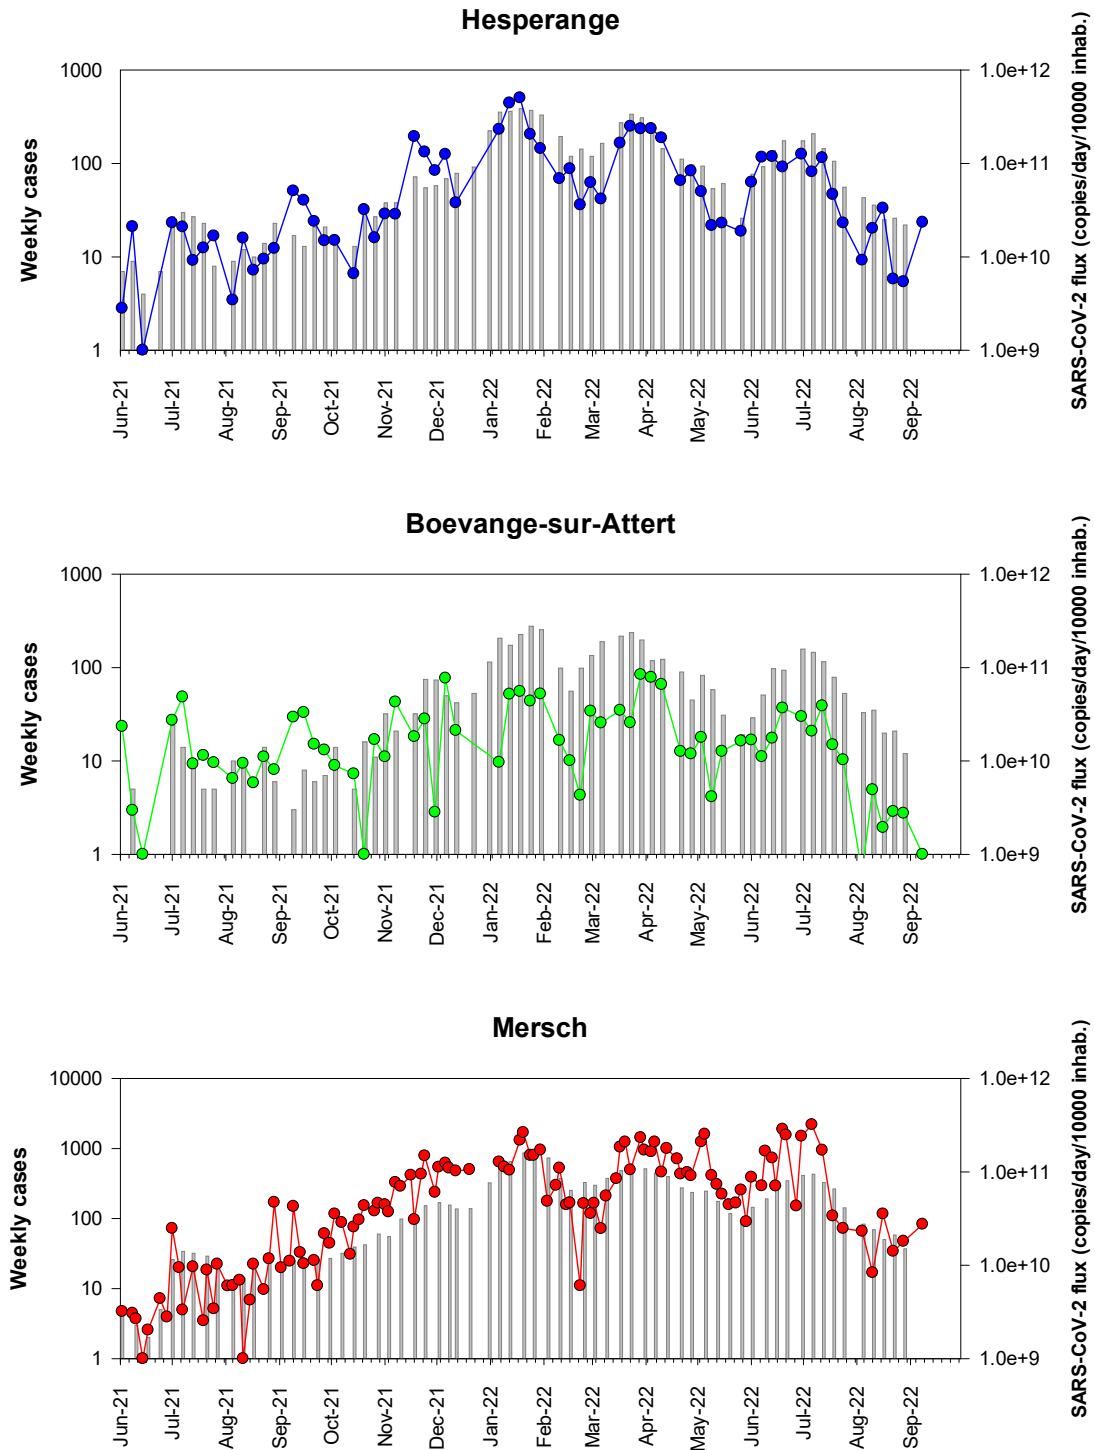 Hesperange
Weekly cases
1000
100
10
1
1.0e+12
1.0e+11
1.0e+10
1.0e+9
SARS-CoV-2 flux (copies/day/10000 inhab.)
Jun-21
Jul-21
Aug-21
Sep-21
Oct-21
Nov-21
Dec-21
Jan-22
Feb-22
Mar-22
Apr-22
May-22
Jun-22
Jul-22
Aug-22
Sep-22
Boevange-sur-Attert
Weekly cases
1000
100
10
1
1.0e+12
1.0e+11
1.0e+10
1.0e+9
SARS-CoV-2 flux (copies/day/10000 inhab.)
Jun-21
Jul-21
Aug-21
Sep-21
Oct-21
Nov-21
Dec-21
Jan-22
Feb-22
Mar-22
Apr-22
May-22
Jun-22
Jul-22
Aug-22
Sep-22
Mersch
Weekly cases
10000
1000
100
10
1
1.0e+12
1.0e+11
1.0e+10
1.0e+9
SARS-CoV-2 flux (copies/day/10000 inhab.)
Jun-21
Jul-21
Aug-21
Sep-21
Oct-21
Nov-21
Dec-21
Jan-22
Feb-22
Mar-22
Apr-22
May-22
Jun-22
Jul-22
Aug-22
Sep-22